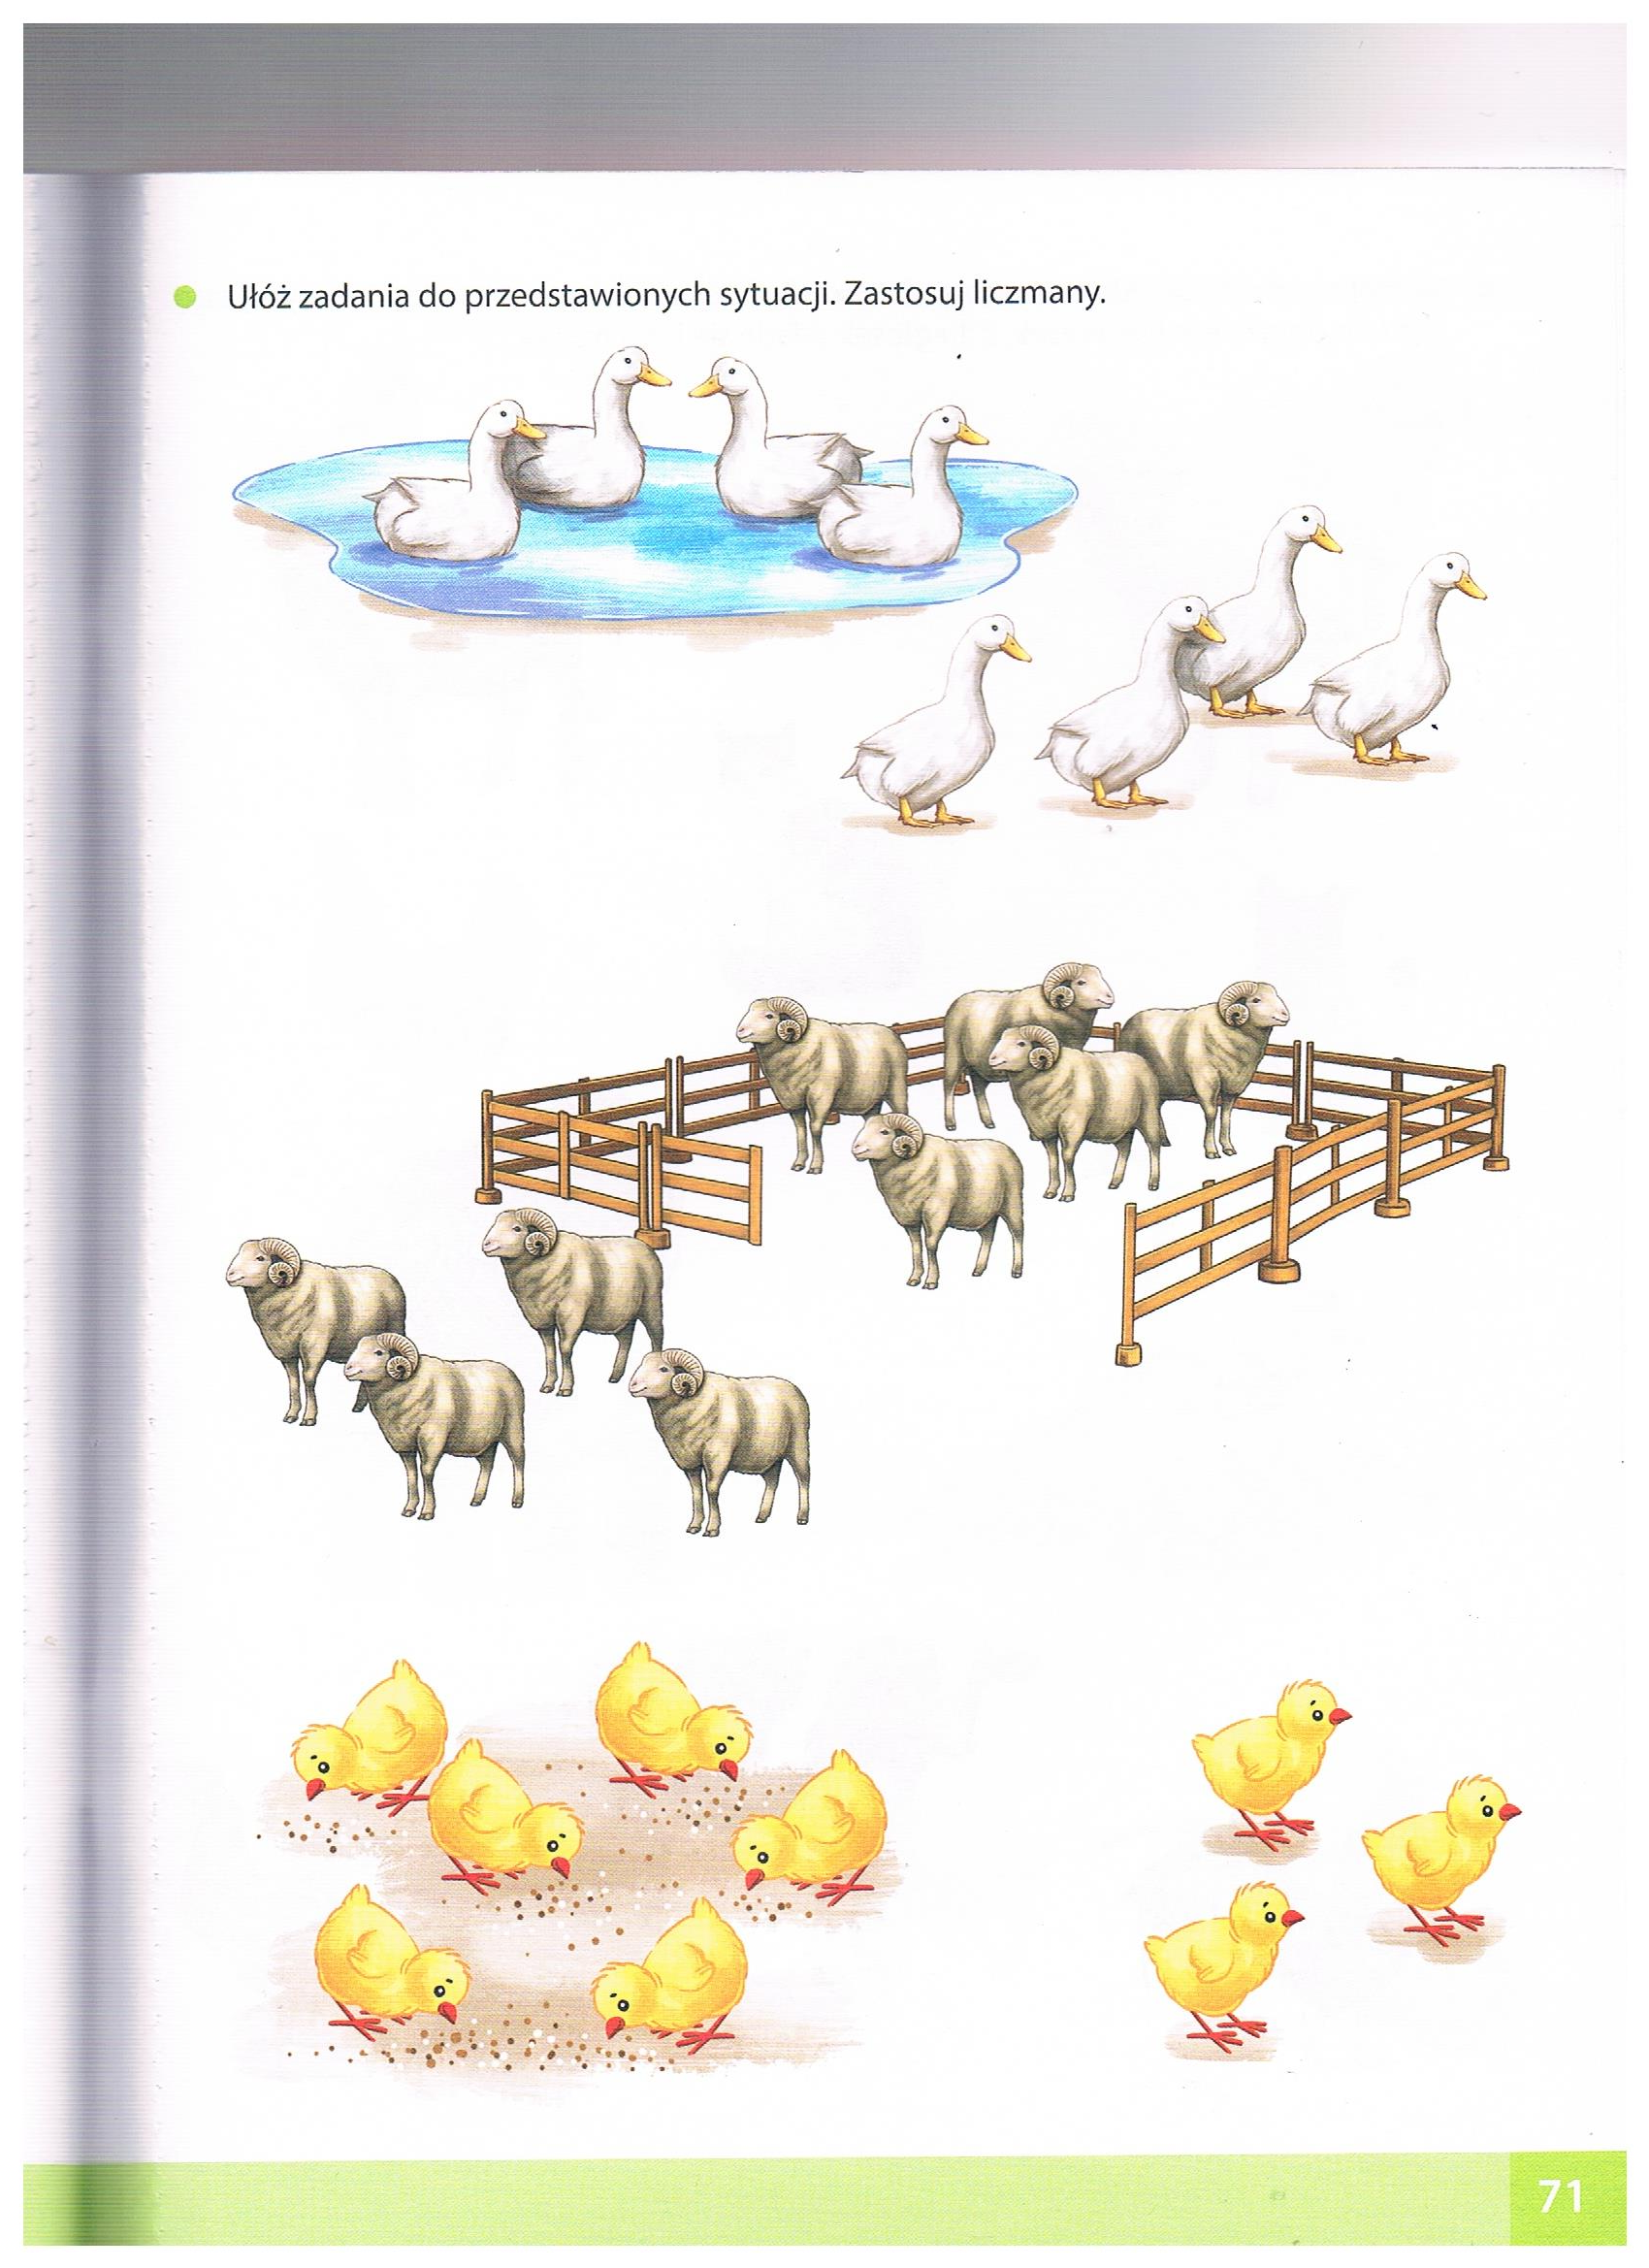 Ułóż zadania do przedstawionych sytuacji. Zastosuj liczmany.
71